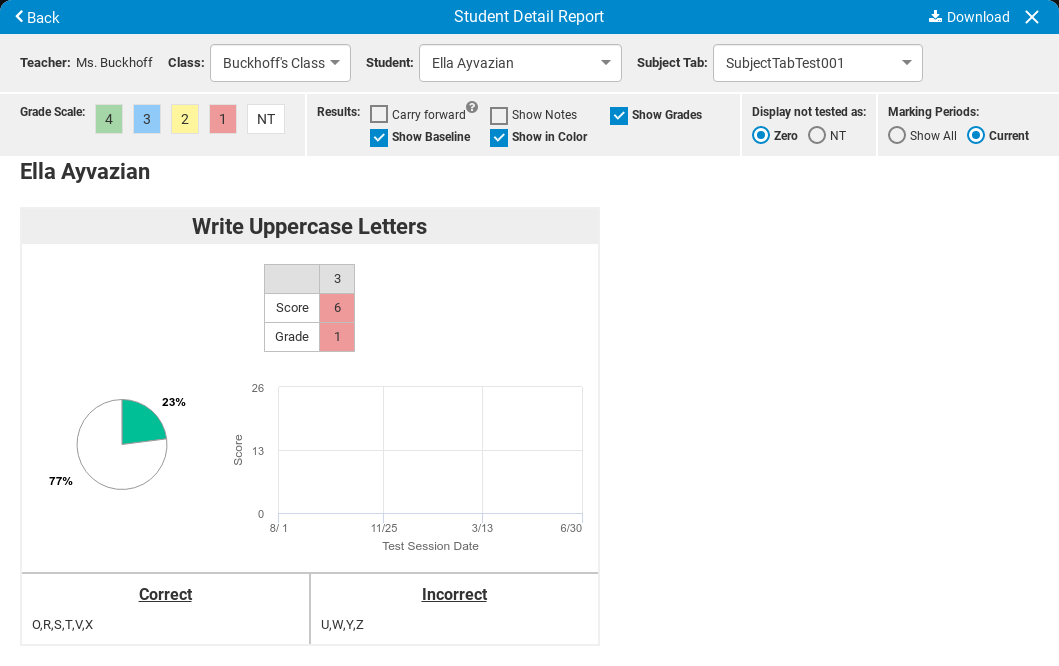 Back
Student Detail Report
Download
Teacher: Ms. Buckhoff Class: Buckhoff's Class Student: Ella Ayvazian Subject Tab: SubjectTabTest001
Grade Scale: 4 3 2 1 NT
Results: Carry forward ? Show Notes Show Grades
Show Baseline Show in Color
Display not tested as:
Zero NT
Marking Periods:
Show All Current
Ella Ayvazian
Write Uppercase Letters
3
Score 6
Grade 1
23%
77%
26
13
0
Score
8/ 1 11/25 3/13 6/30
Test Session Date
Correct
O,R,S,T,V,X
Incorrect
U,W,Y,Z